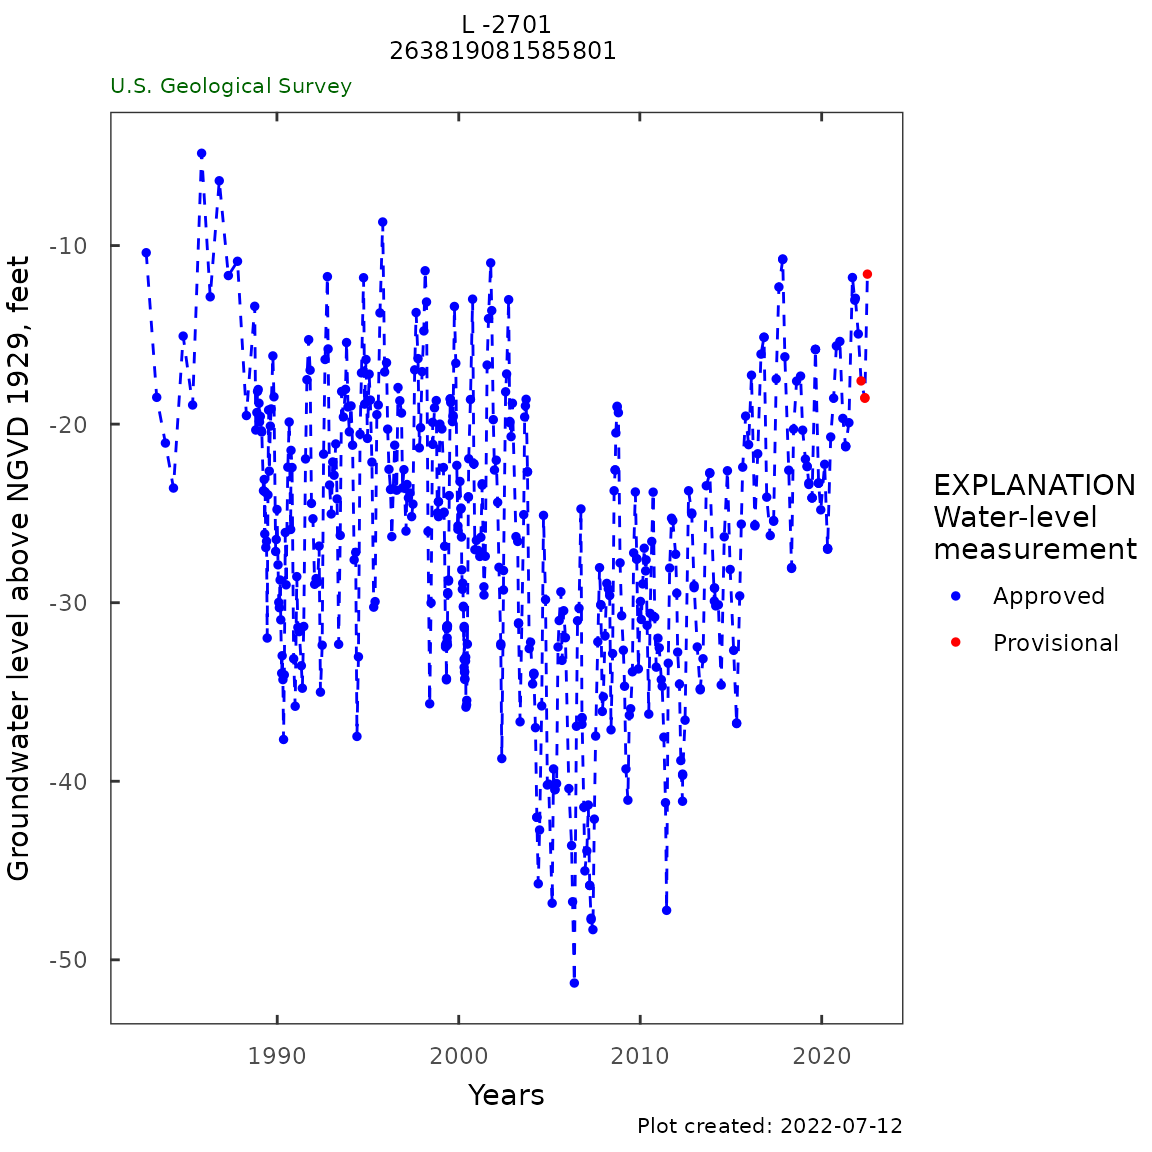 L -2701
263819081585801
U.S. Geological Survey
Groundwater level above NGVD 1929, feet
-10
-20
-30
-40
-50
1990
2000
2010
2020
Years
EXPLANATION
Water-level
measurement
Approved
Provisional
Plot created: 2022-07-12